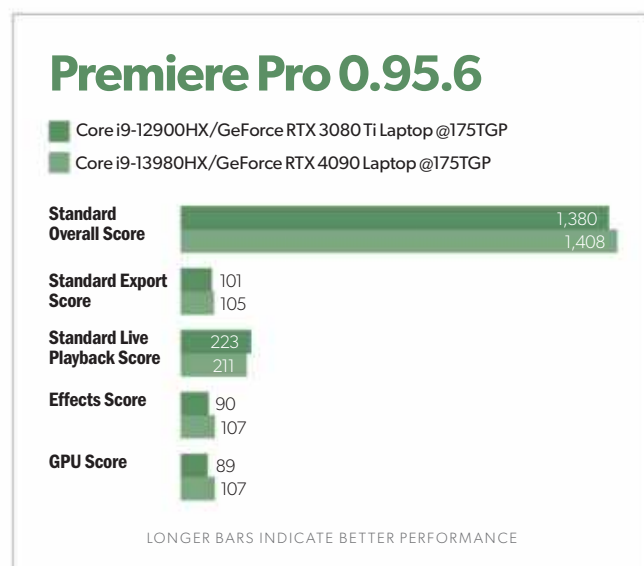 Premiere Pro 0.95.6
Core i9-12900HX/GeForce RTX 3080 Ti Laptop @175TGP
Core i9-13980HX/GeForce RTX 4090 Laptop @175TGP
Standard
Overall Score
1,380
1,408
Standard Export
Score
101
105
Standard Live
Playback Score
223
211
Effects Score
90
107
GPU Score
89
107
LONGER BARS INDICATE BETTER PERFORMANCE